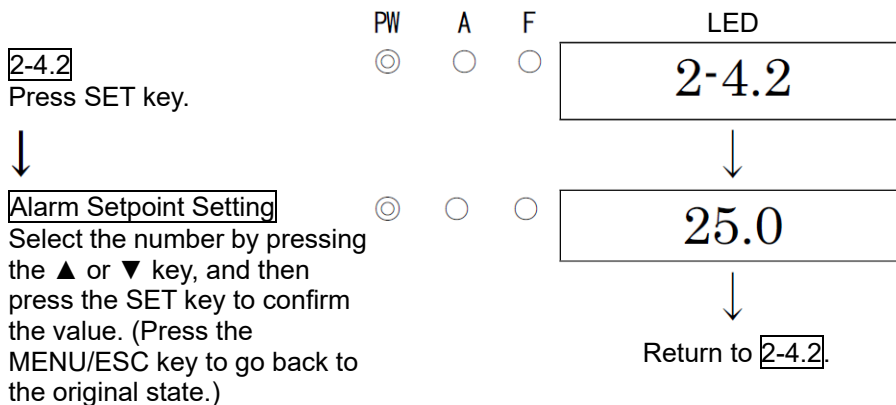 PW A F LED
2-4.2
2-4.2
Press SET key.
↓ ↓
Alarm Setpoint Setting
25.0
Select the number by pressing
the ▲ or ▼ key, and then
press the SET key to confirm
the value. (Press the
MENU/ESC key to go back to
the original state.)
↓
Return to 2-4.2.